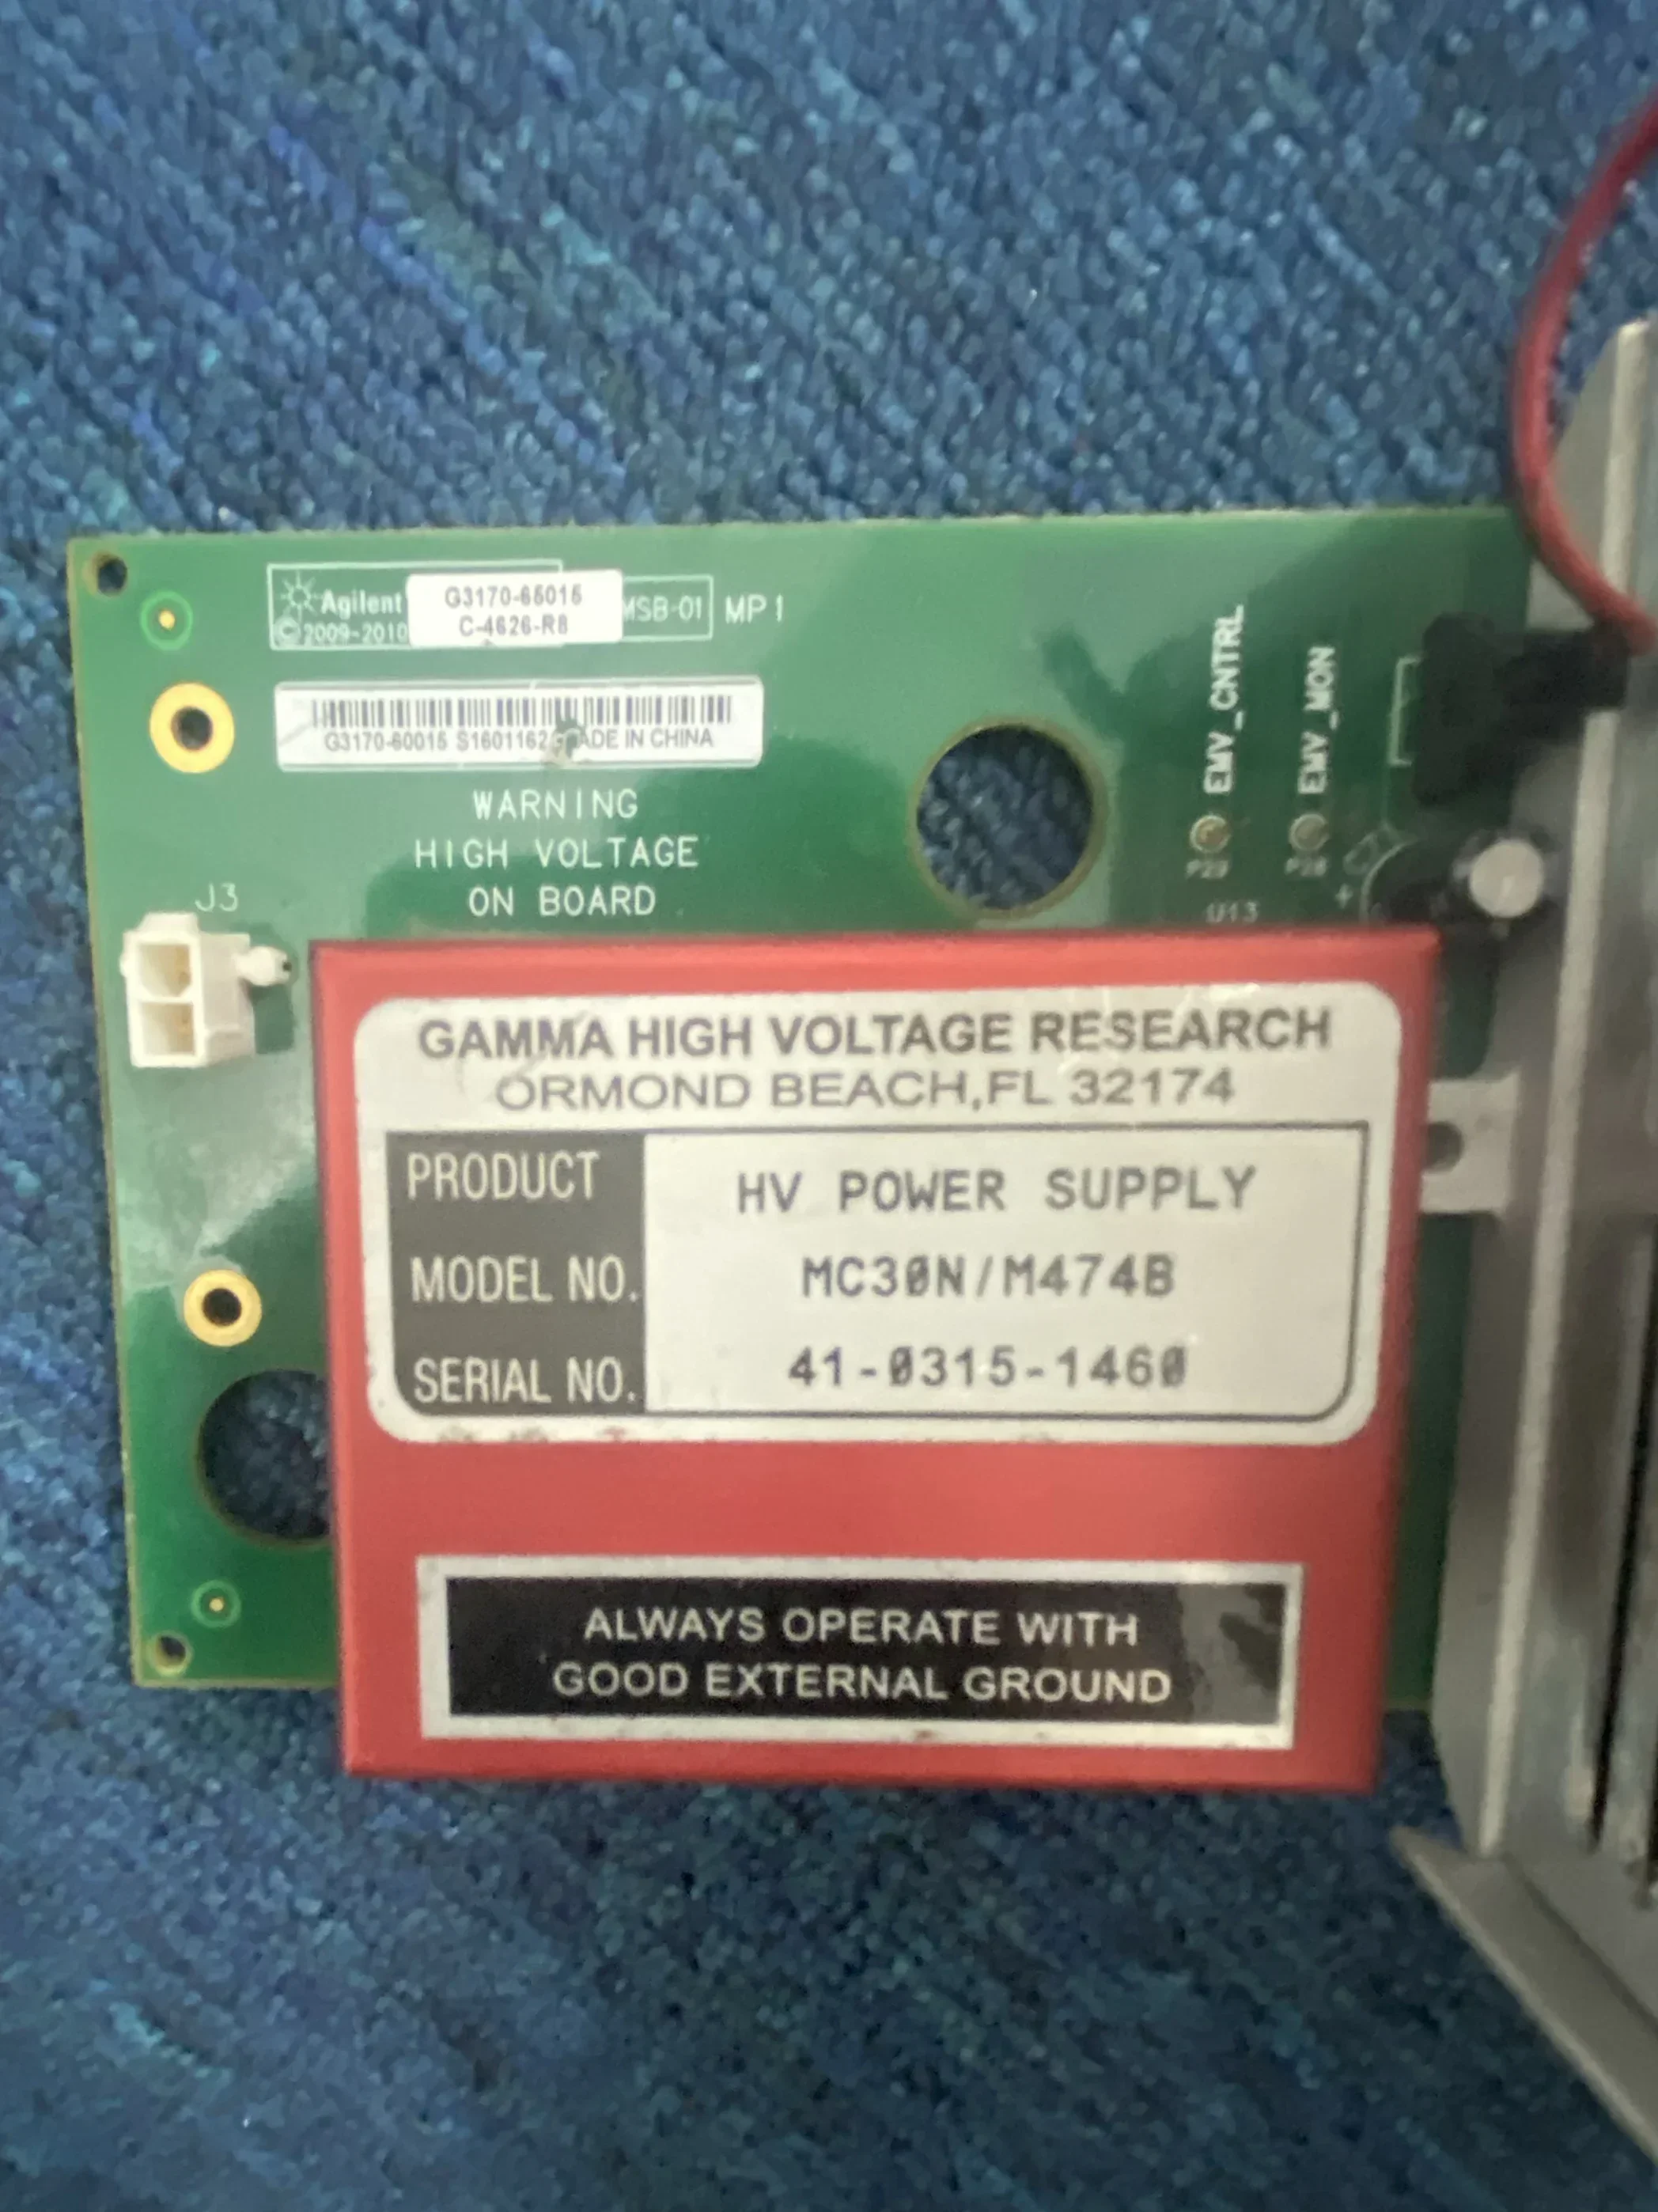 Agilent
© 2009-2010
G3170-65015
C-4626-R8
MSB-01
MP1
G3170-60015 S1601162 MADE IN CHINA
WARNING
HIGH VOLTAGE
ON BOARD
J3
EMV_CNTRL
EMV_MON
P29
P28
U13
+
GAMMA HIGH VOLTAGE RESEARCH
ORMOND BEACH,FL 32174
PRODUCT HV POWER SUPPLY
MODEL NO. MC30N/M474B
SERIAL NO. 41-0315-1460
ALWAYS OPERATE WITH
GOOD EXTERNAL GROUND